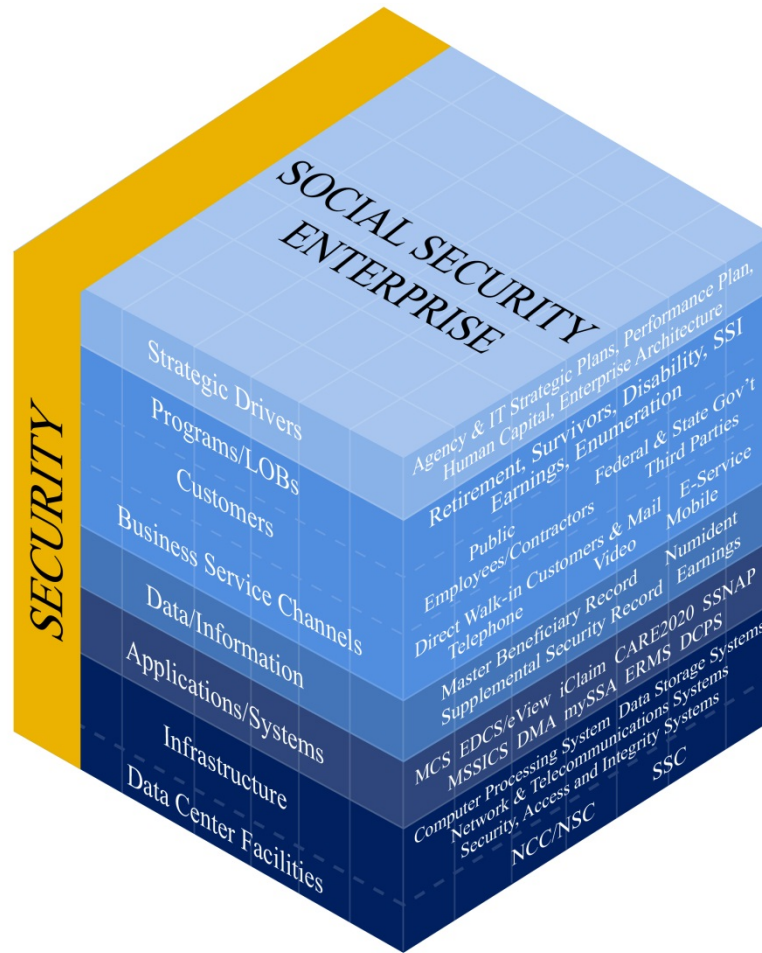 SOCIAL SECURITY
ENTERPRISE
SECURITY
Strategic Drivers
Programs/LOBs
Customers
Business Service Channels
Data/Information
Applications/Systems
Infrastructure
Data Center Facilities
Agency & IT Strategic Plans, Performance Plan,
Human Capital, Enterprise Architecture
Retirement, Survivors, Disability, SSI
Earnings, Enumeration
Public Federal & State Gov't
Employees/Contractors Third Parties
Direct Walk-in Customers & Mail E-Service
Telephone Video Mobile
Master Beneficiary Record Numident
Supplemental Security Record Earnings
MCS EDCS/eView iClaim CARE2020 SSNAP
MSSICS DMA mySSA ERMS DCPS
Computer Processing System Data Storage Systems
Network & Telecommunications Systems
Security, Access and Integrity Systems
NCC/NSC SSC